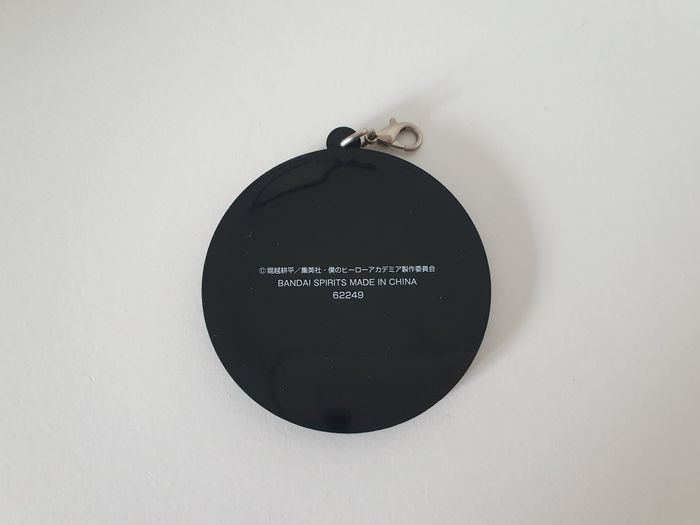 ©堀越耕平／集英社・僕のヒーローアカデミア製作委員会
BANDAI SPIRITS MADE IN CHINA
62249